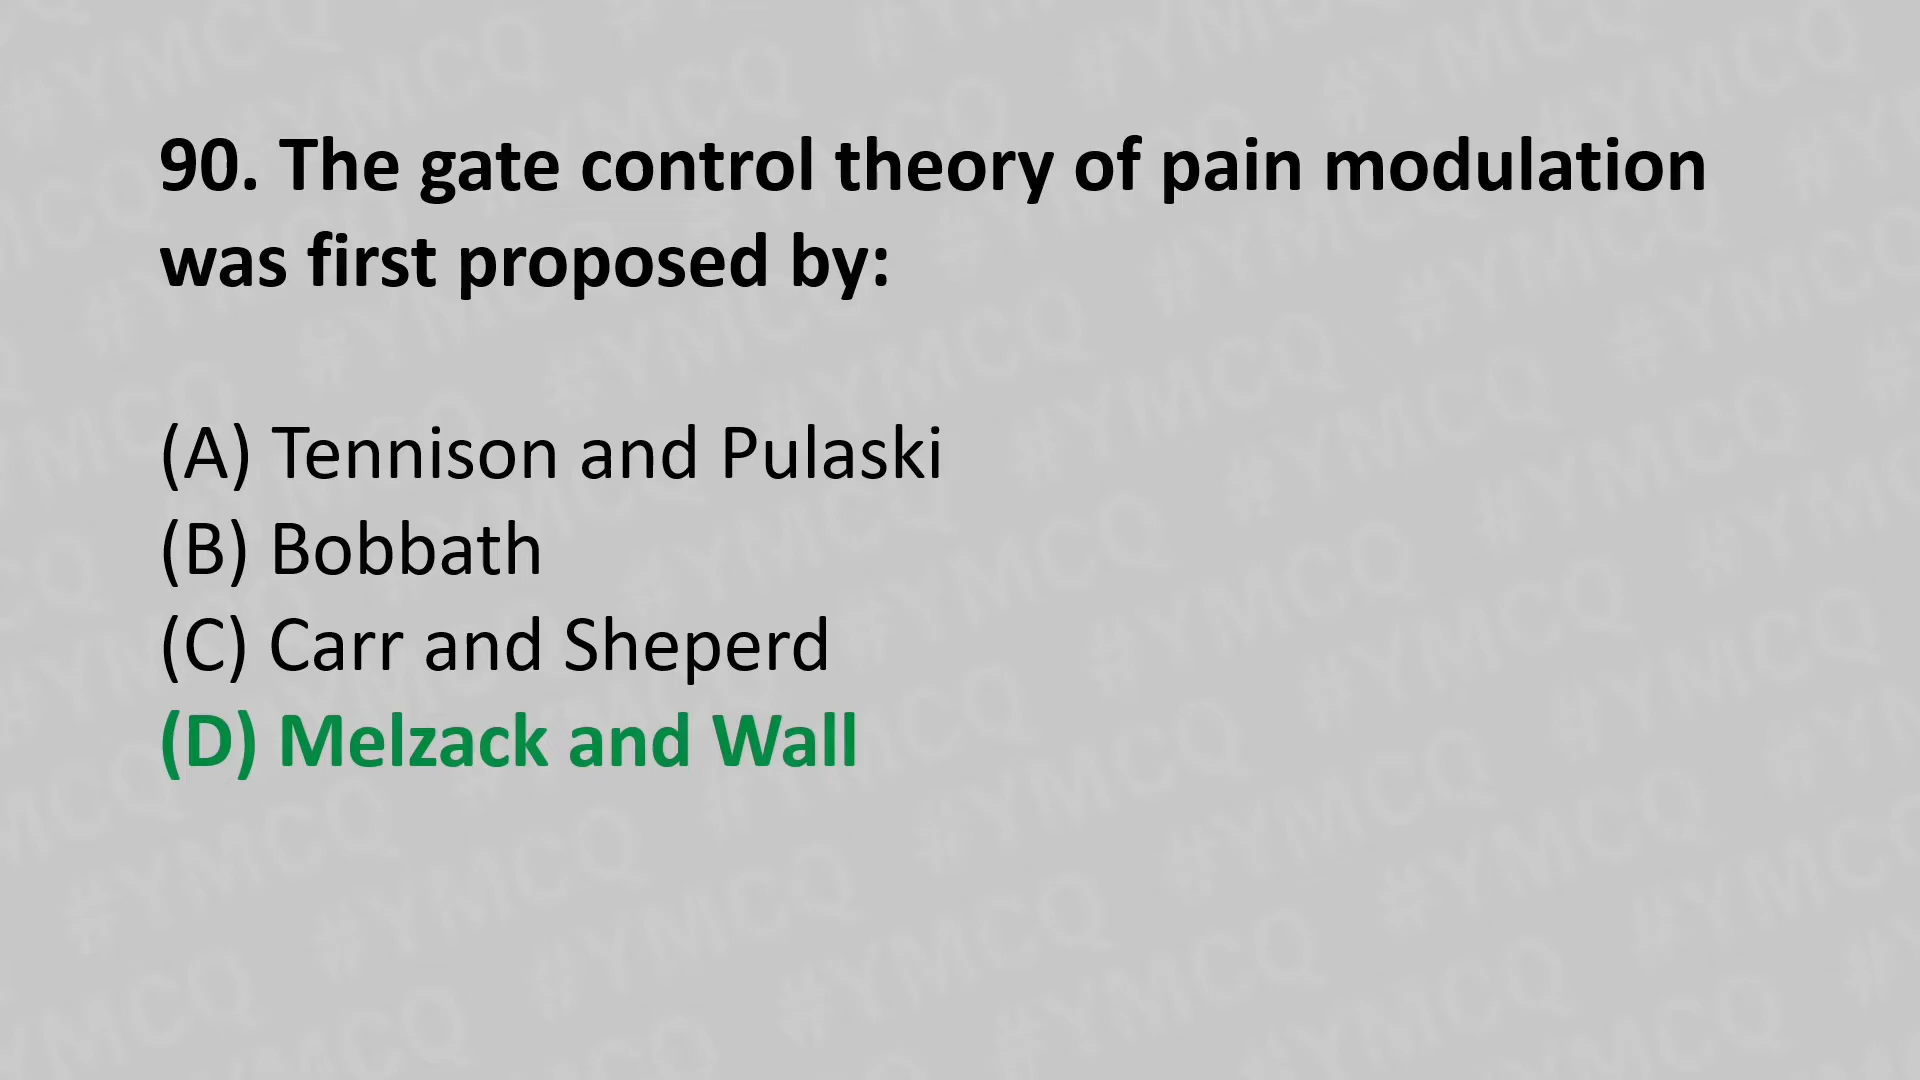 90. The gate control theory of pain modulation
was first proposed by:
(A) Tennison and Pulaski
(B) Bobbath
(C) Carr and Sheperd
(D) Melzack and Wall
#YMCQ